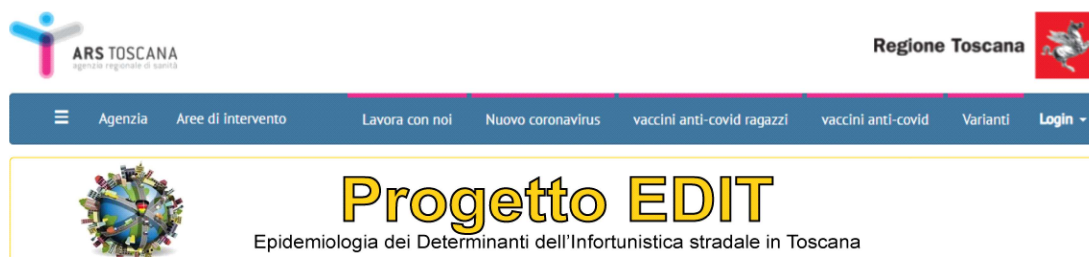 ARS TOSCANA
agenzia regionale di sanità
Regione Toscana
Agenzia Aree di intervento Lavora con noi Nuovo coronavirus vaccini anti-covid ragazzi vaccini anti-covid Varianti Login
Progetto EDIT
Epidemiologia dei Determinanti dell'Infortunistica stradale in Toscana